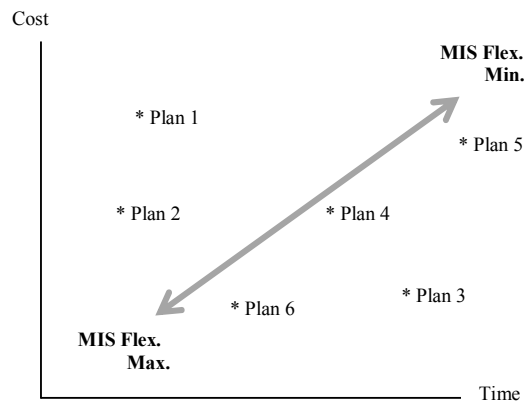 Cost
MIS Flex.
Min.
* Plan 1
* Plan 5
* Plan 2
* Plan 4
* Plan 3
* Plan 6
MIS Flex.
Max.
Time